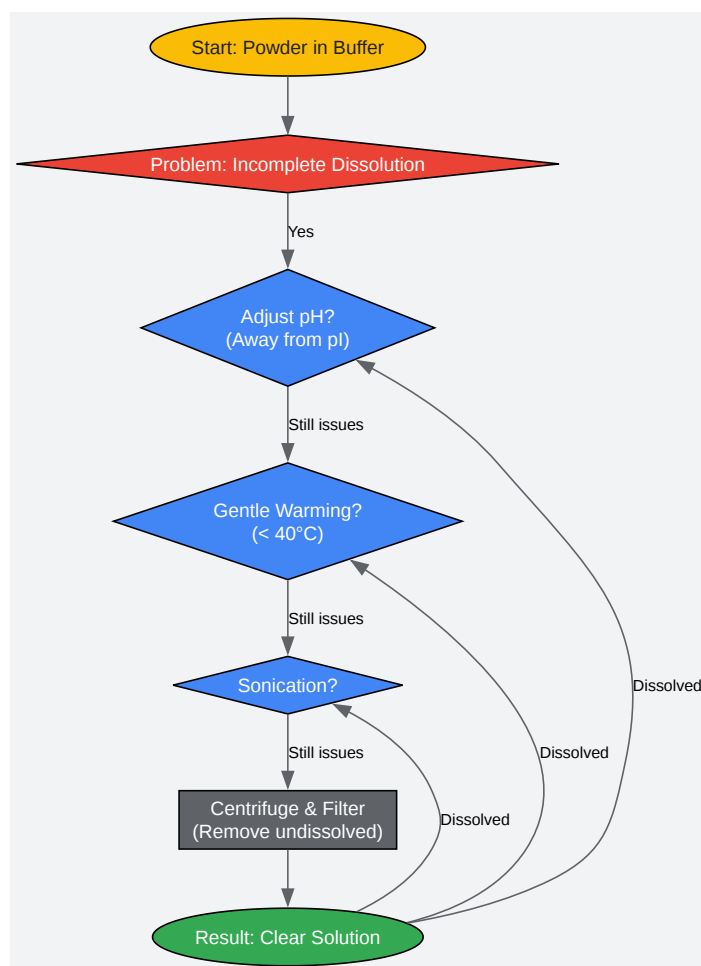 Start: Powder in Buffer
Problem: Incomplete Dissolution
Yes
Adjust pH?
(Away from pI)
Still issues
Gentle Warming?
(< 40°C)
Still issues
Sonication?
Dissolved
Still issues
Dissolved
Centrifuge & Filter
(Remove undissolved)
Dissolved
Result: Clear Solution